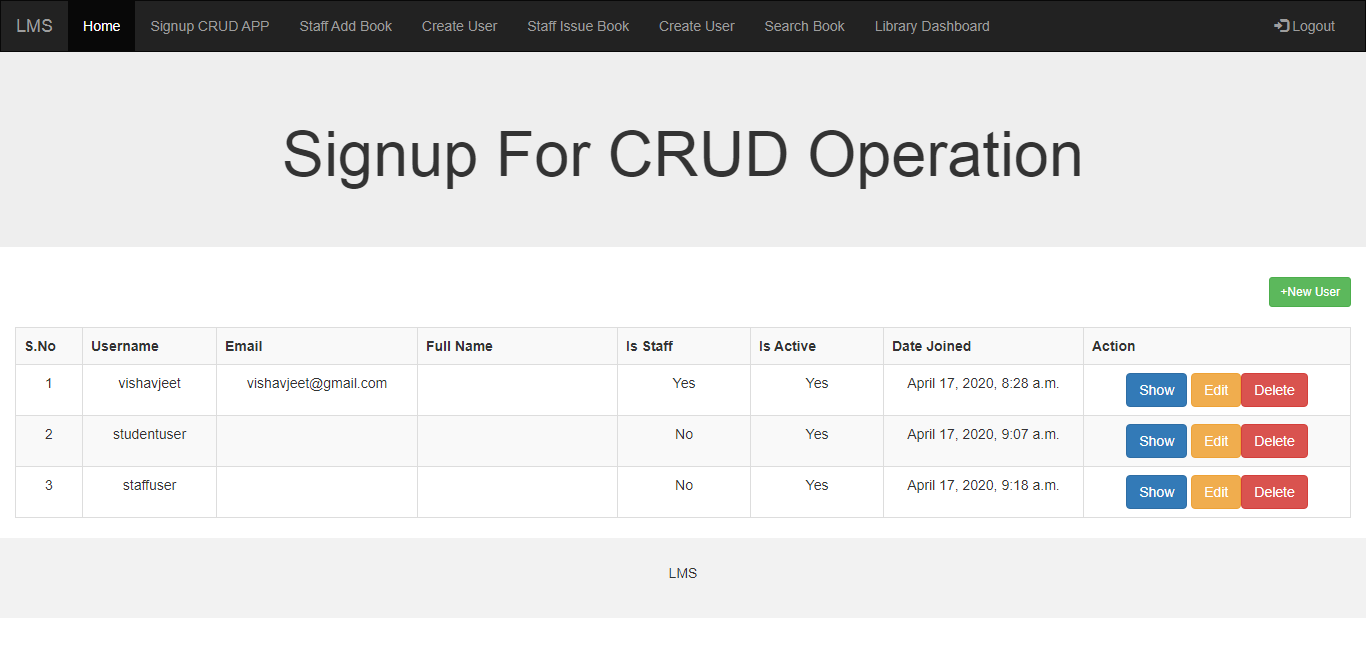 LMS Home Signup CRUD APP Staff Add Book Create User Staff Issue Book Create User Search Book Library Dashboard Logout
Signup For CRUD Operation
+New User
S.No Username Email Full Name Is Staff Is Active Date Joined Action
1 vishavjeet vishavjeet@gmail.com Yes Yes April 17, 2020, 8:28 a.m. Show Edit Delete
2 studentuser No Yes April 17, 2020, 9:07 a.m. Show Edit Delete
3 staffuser No Yes April 17, 2020, 9:18 a.m. Show Edit Delete
LMS